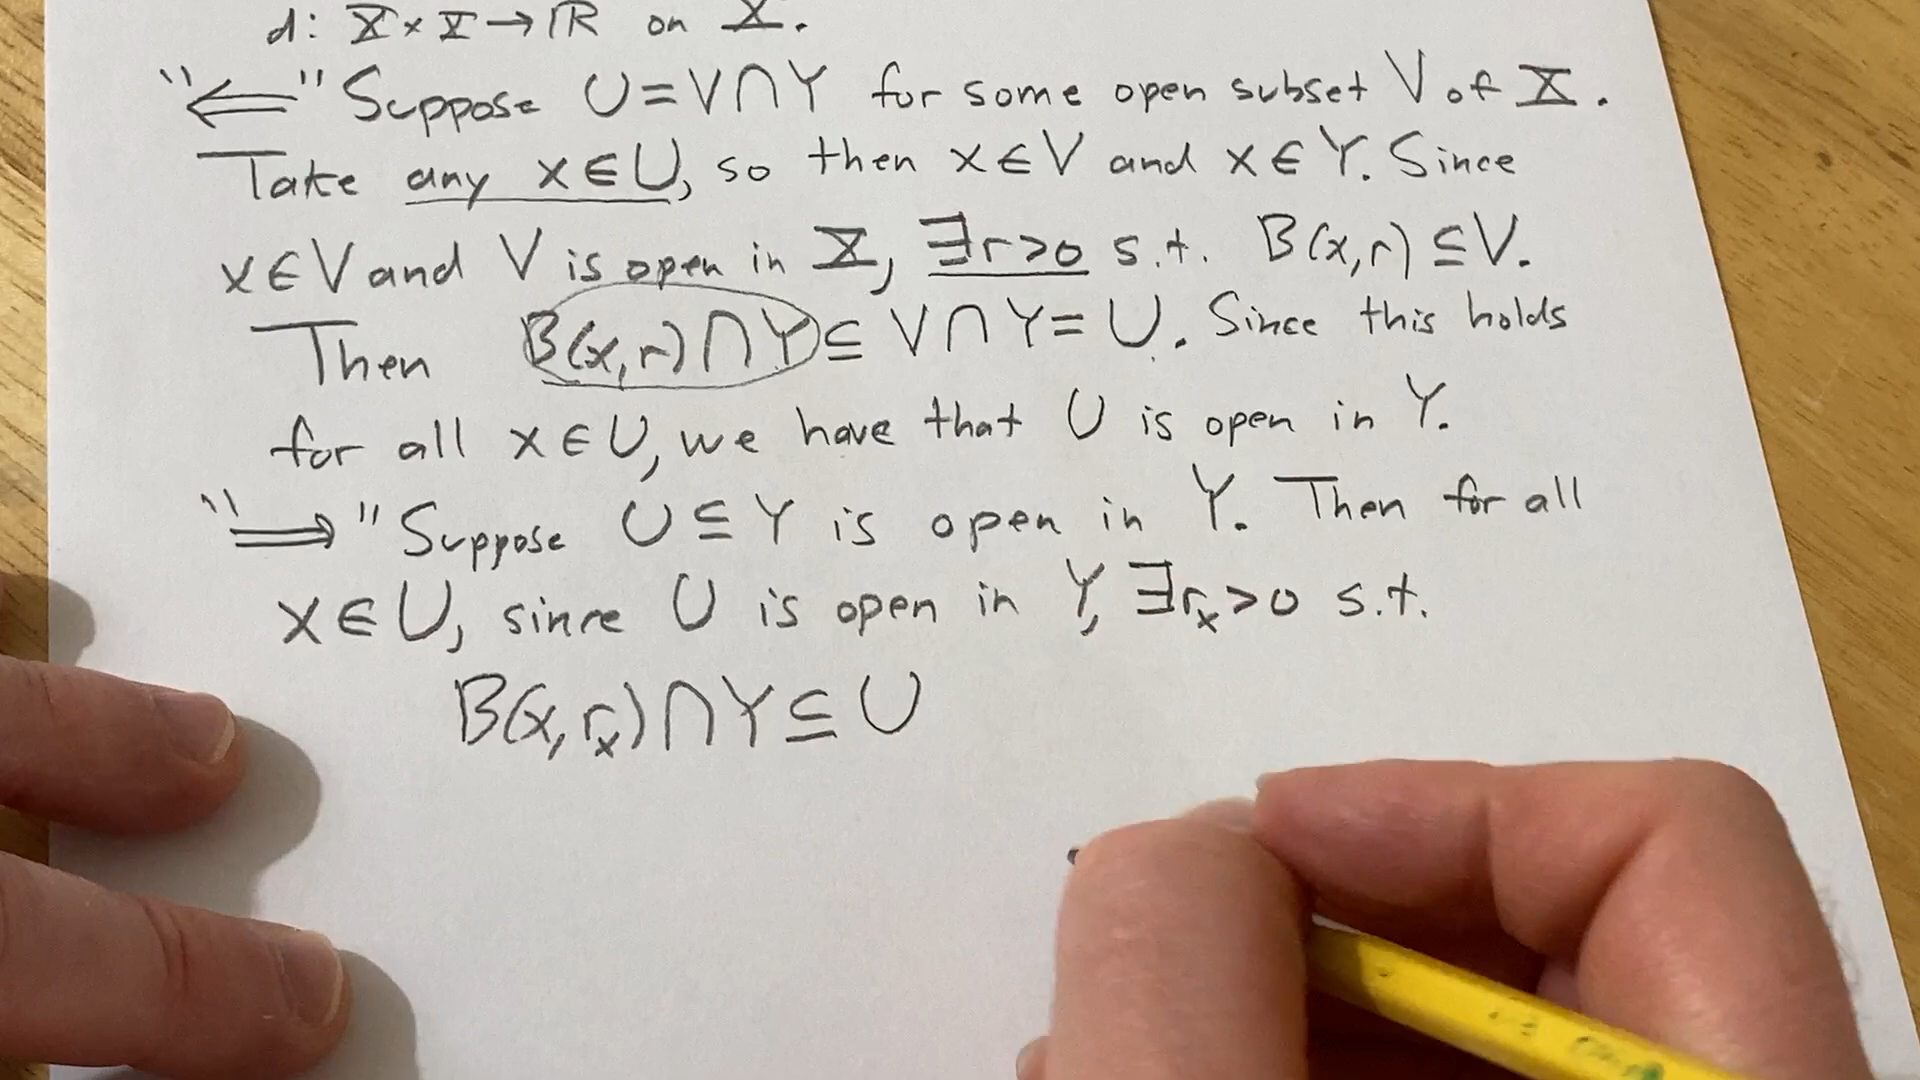 d: X × X → ℝ on X.
"⟸" Suppose U = V ∩ Y for some open subset V of X.
Take any x ∈ U, so then x ∈ V and x ∈ Y. Since
x ∈ V and V is open in X, ∃r>0 s.t. B(x,r) ⊆ V.
Then B(x,r) ∩ Y ⊆ V ∩ Y = U. Since this holds
for all x ∈ U, we have that U is open in Y.
"⟹" Suppose U ⊆ Y is open in Y. Then for all
x ∈ U, since U is open in Y, ∃rₓ>0 s.t.
B(x,rₓ) ∩ Y ⊆ U